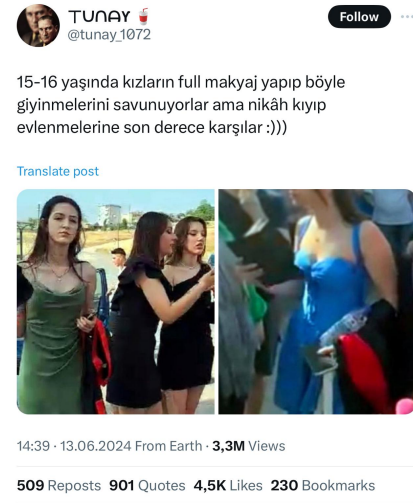 TUNAY
Follow
@tunay_1072
15-16 yaşında kızların full makyaj yapıp böyle
giyinmelerini savunuyorlar ama nikâh kıyıp
evlenmelerine son derece karşılar :)))
Translate post
14:39 · 13.06.2024 From Earth · 3,3M Views
509 Reposts 901 Quotes 4,5K Likes 230 Bookmarks